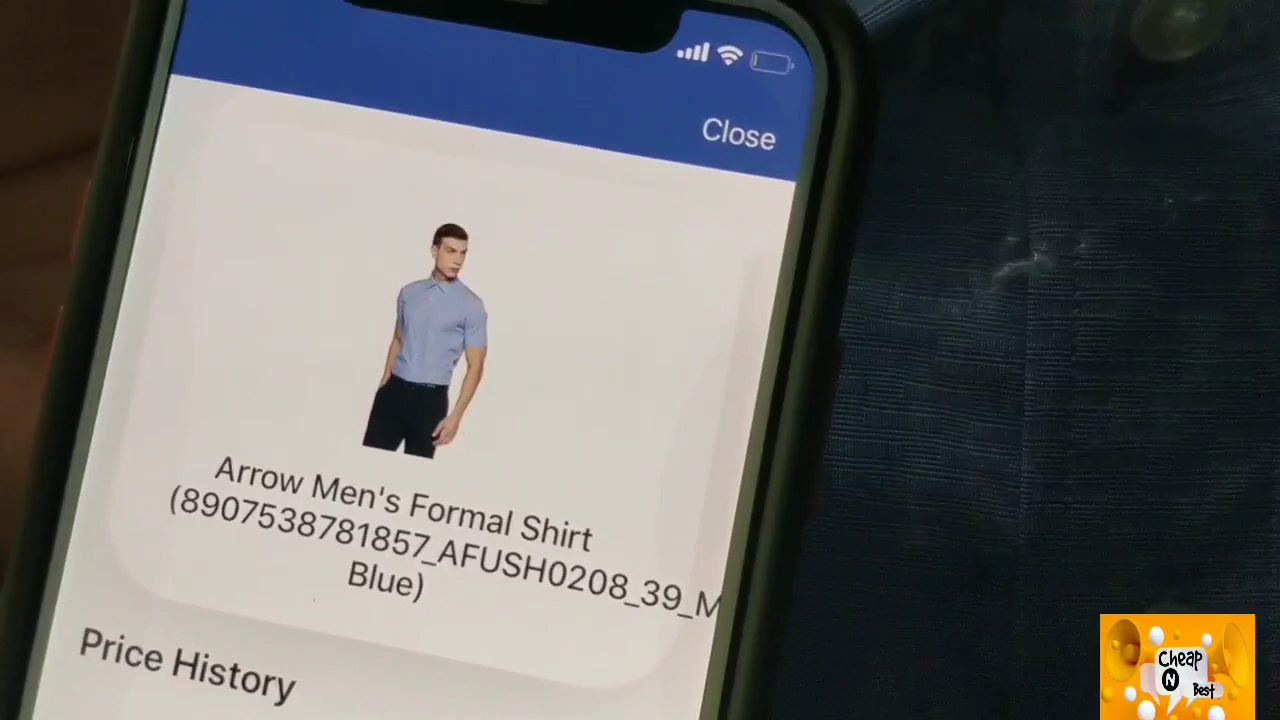 Close
Arrow Men's Formal Shirt
(8907538781857_AFUSH0208_39_M
Blue)
Price History
Cheap
N
Best